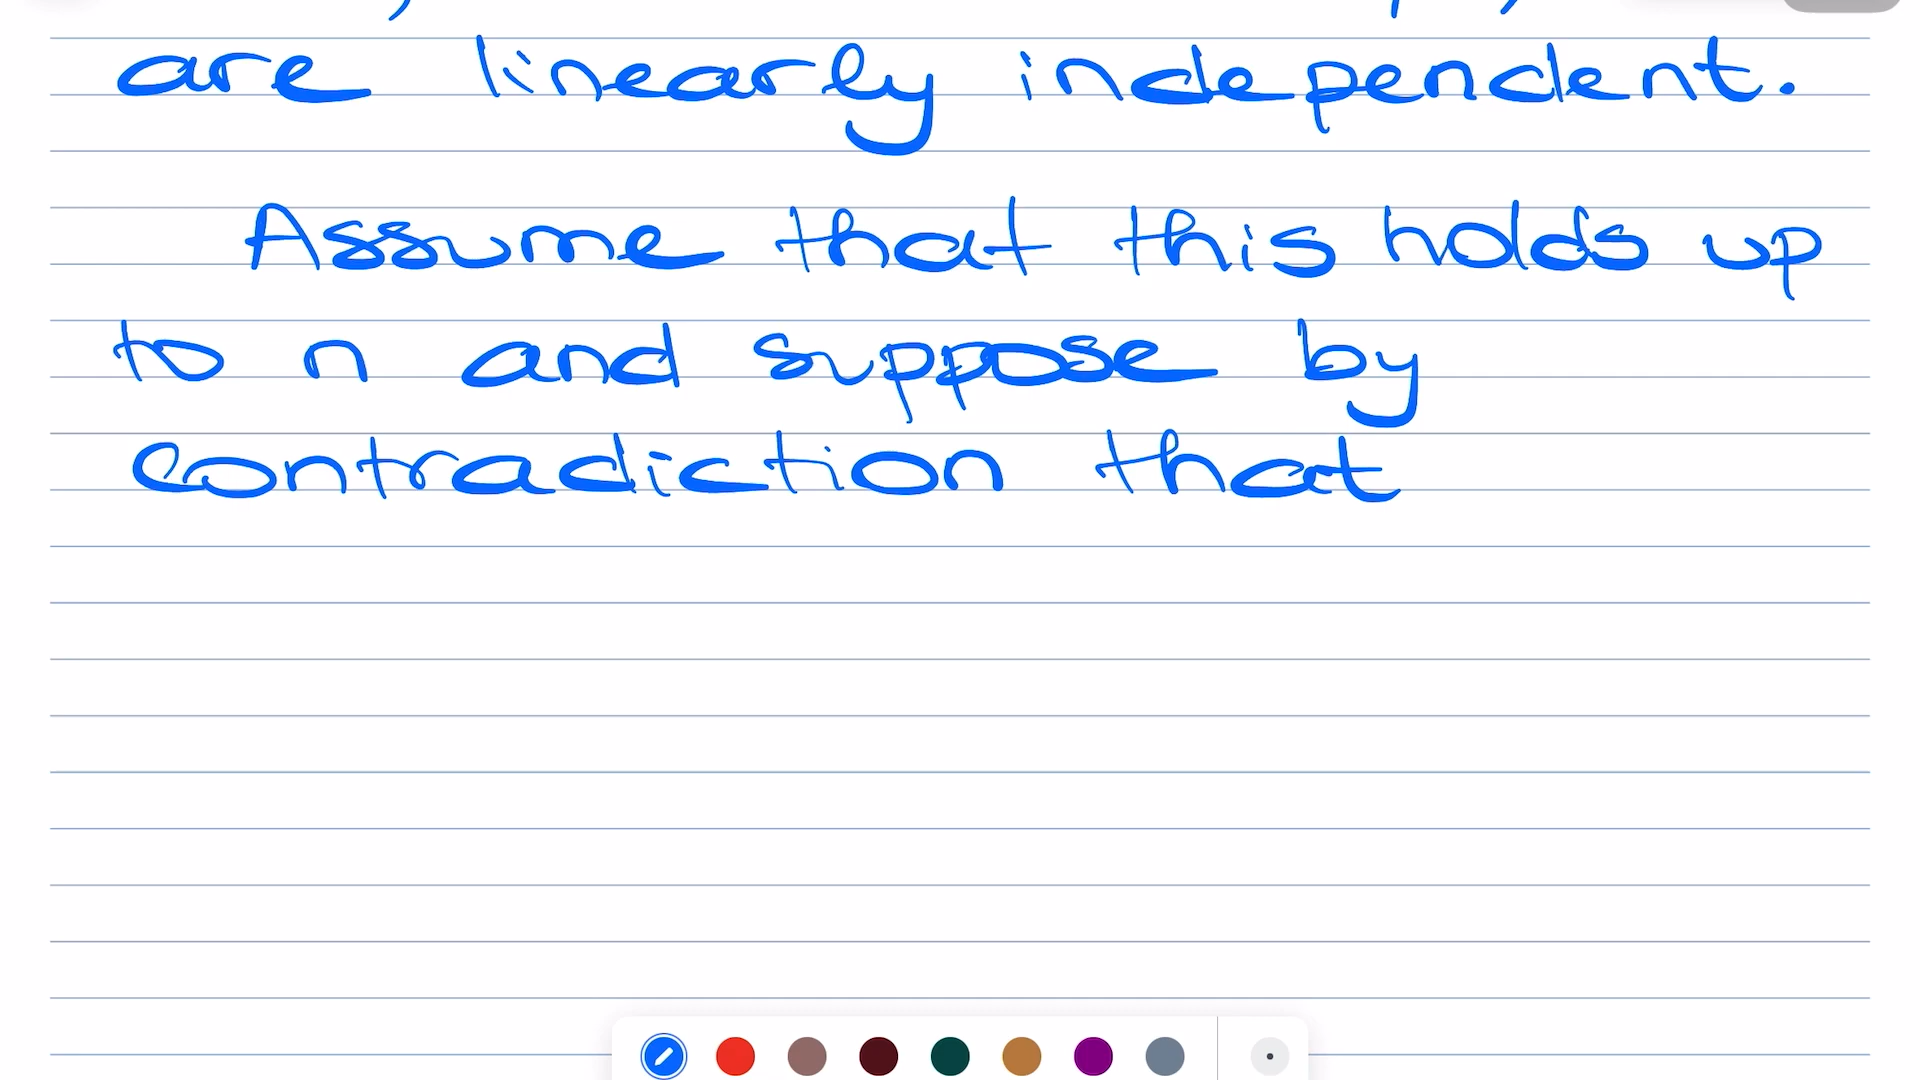 are linearly independent.
Assume that this holds up
to n and suppose by
contradiction that